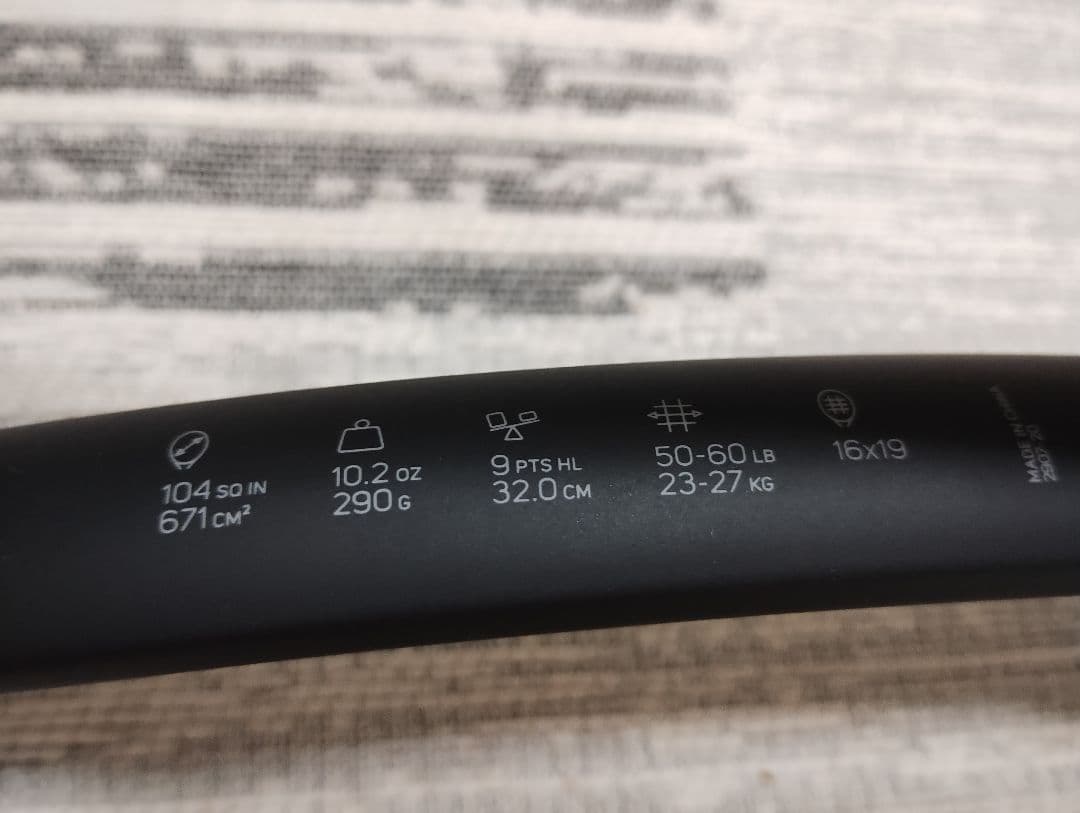 104 SQ IN
671 CM²
10.2 OZ
290 G
9 PTS HL
32.0 CM
50-60 LB
23-27 KG
16x19
MADE IN CHINA